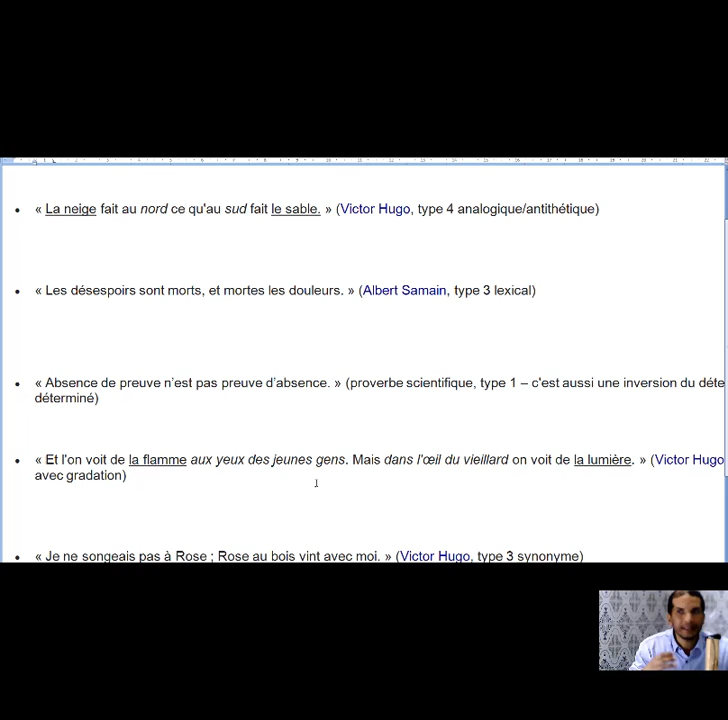 « La neige fait au nord ce qu'au sud fait le sable. » (Victor Hugo, type 4 analogique/antithétique)
« Les désespoirs sont morts, et mortes les douleurs. » (Albert Samain, type 3 lexical)
« Absence de preuve n’est pas preuve d’absence. » (proverbe scientifique, type 1 – c'est aussi une inversion du déte
déterminé)
« Et l'on voit de la flamme aux yeux des jeunes gens. Mais dans l'œil du vieillard on voit de la lumière. » (Victor Hugo
avec gradation)
« Je ne songeais pas à Rose ; Rose au bois vint avec moi. » (Victor Hugo, type 3 synonyme)